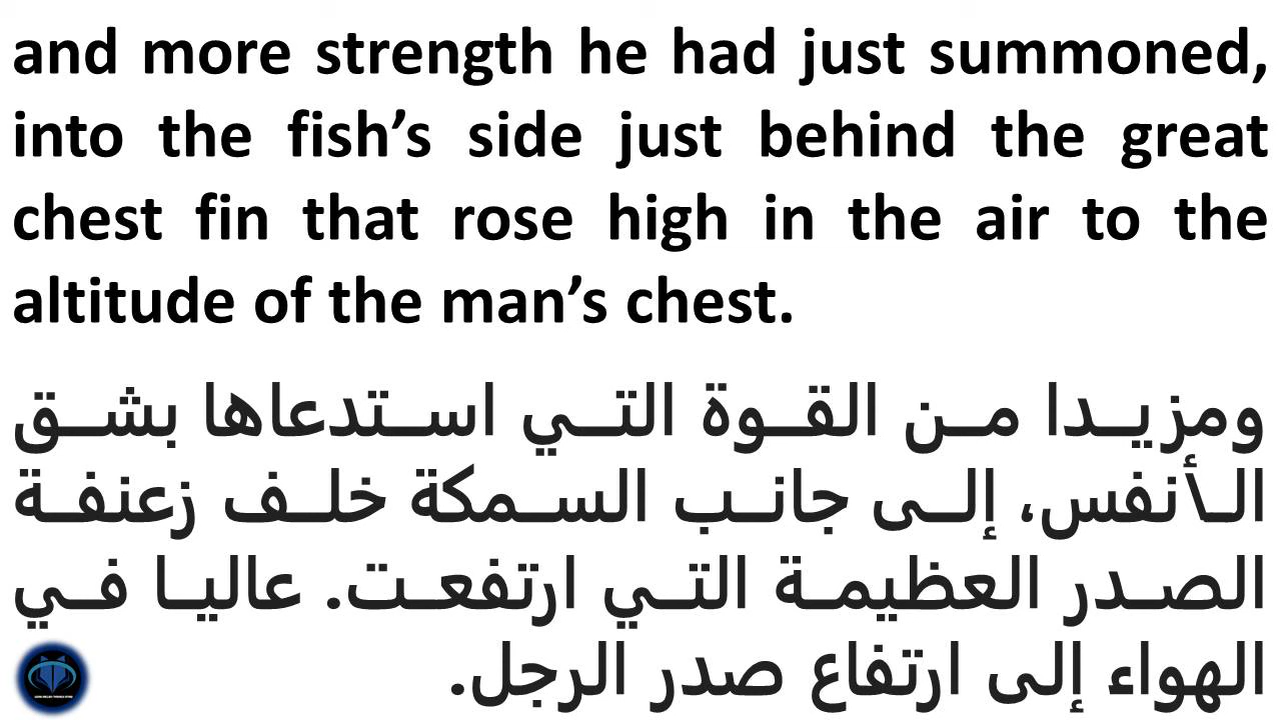 and more strength he had just summoned,
into the fish’s side just behind the great
chest fin that rose high in the air to the
altitude of the man’s chest.
ومزيدا من القوة التي استدعاها بشق
الأنفس، إلى جانب السمكة خلف زعنفة
الصدر العظيمة التي ارتفعت. عاليا في
الهواء إلى ارتفاع صدر الرجل.